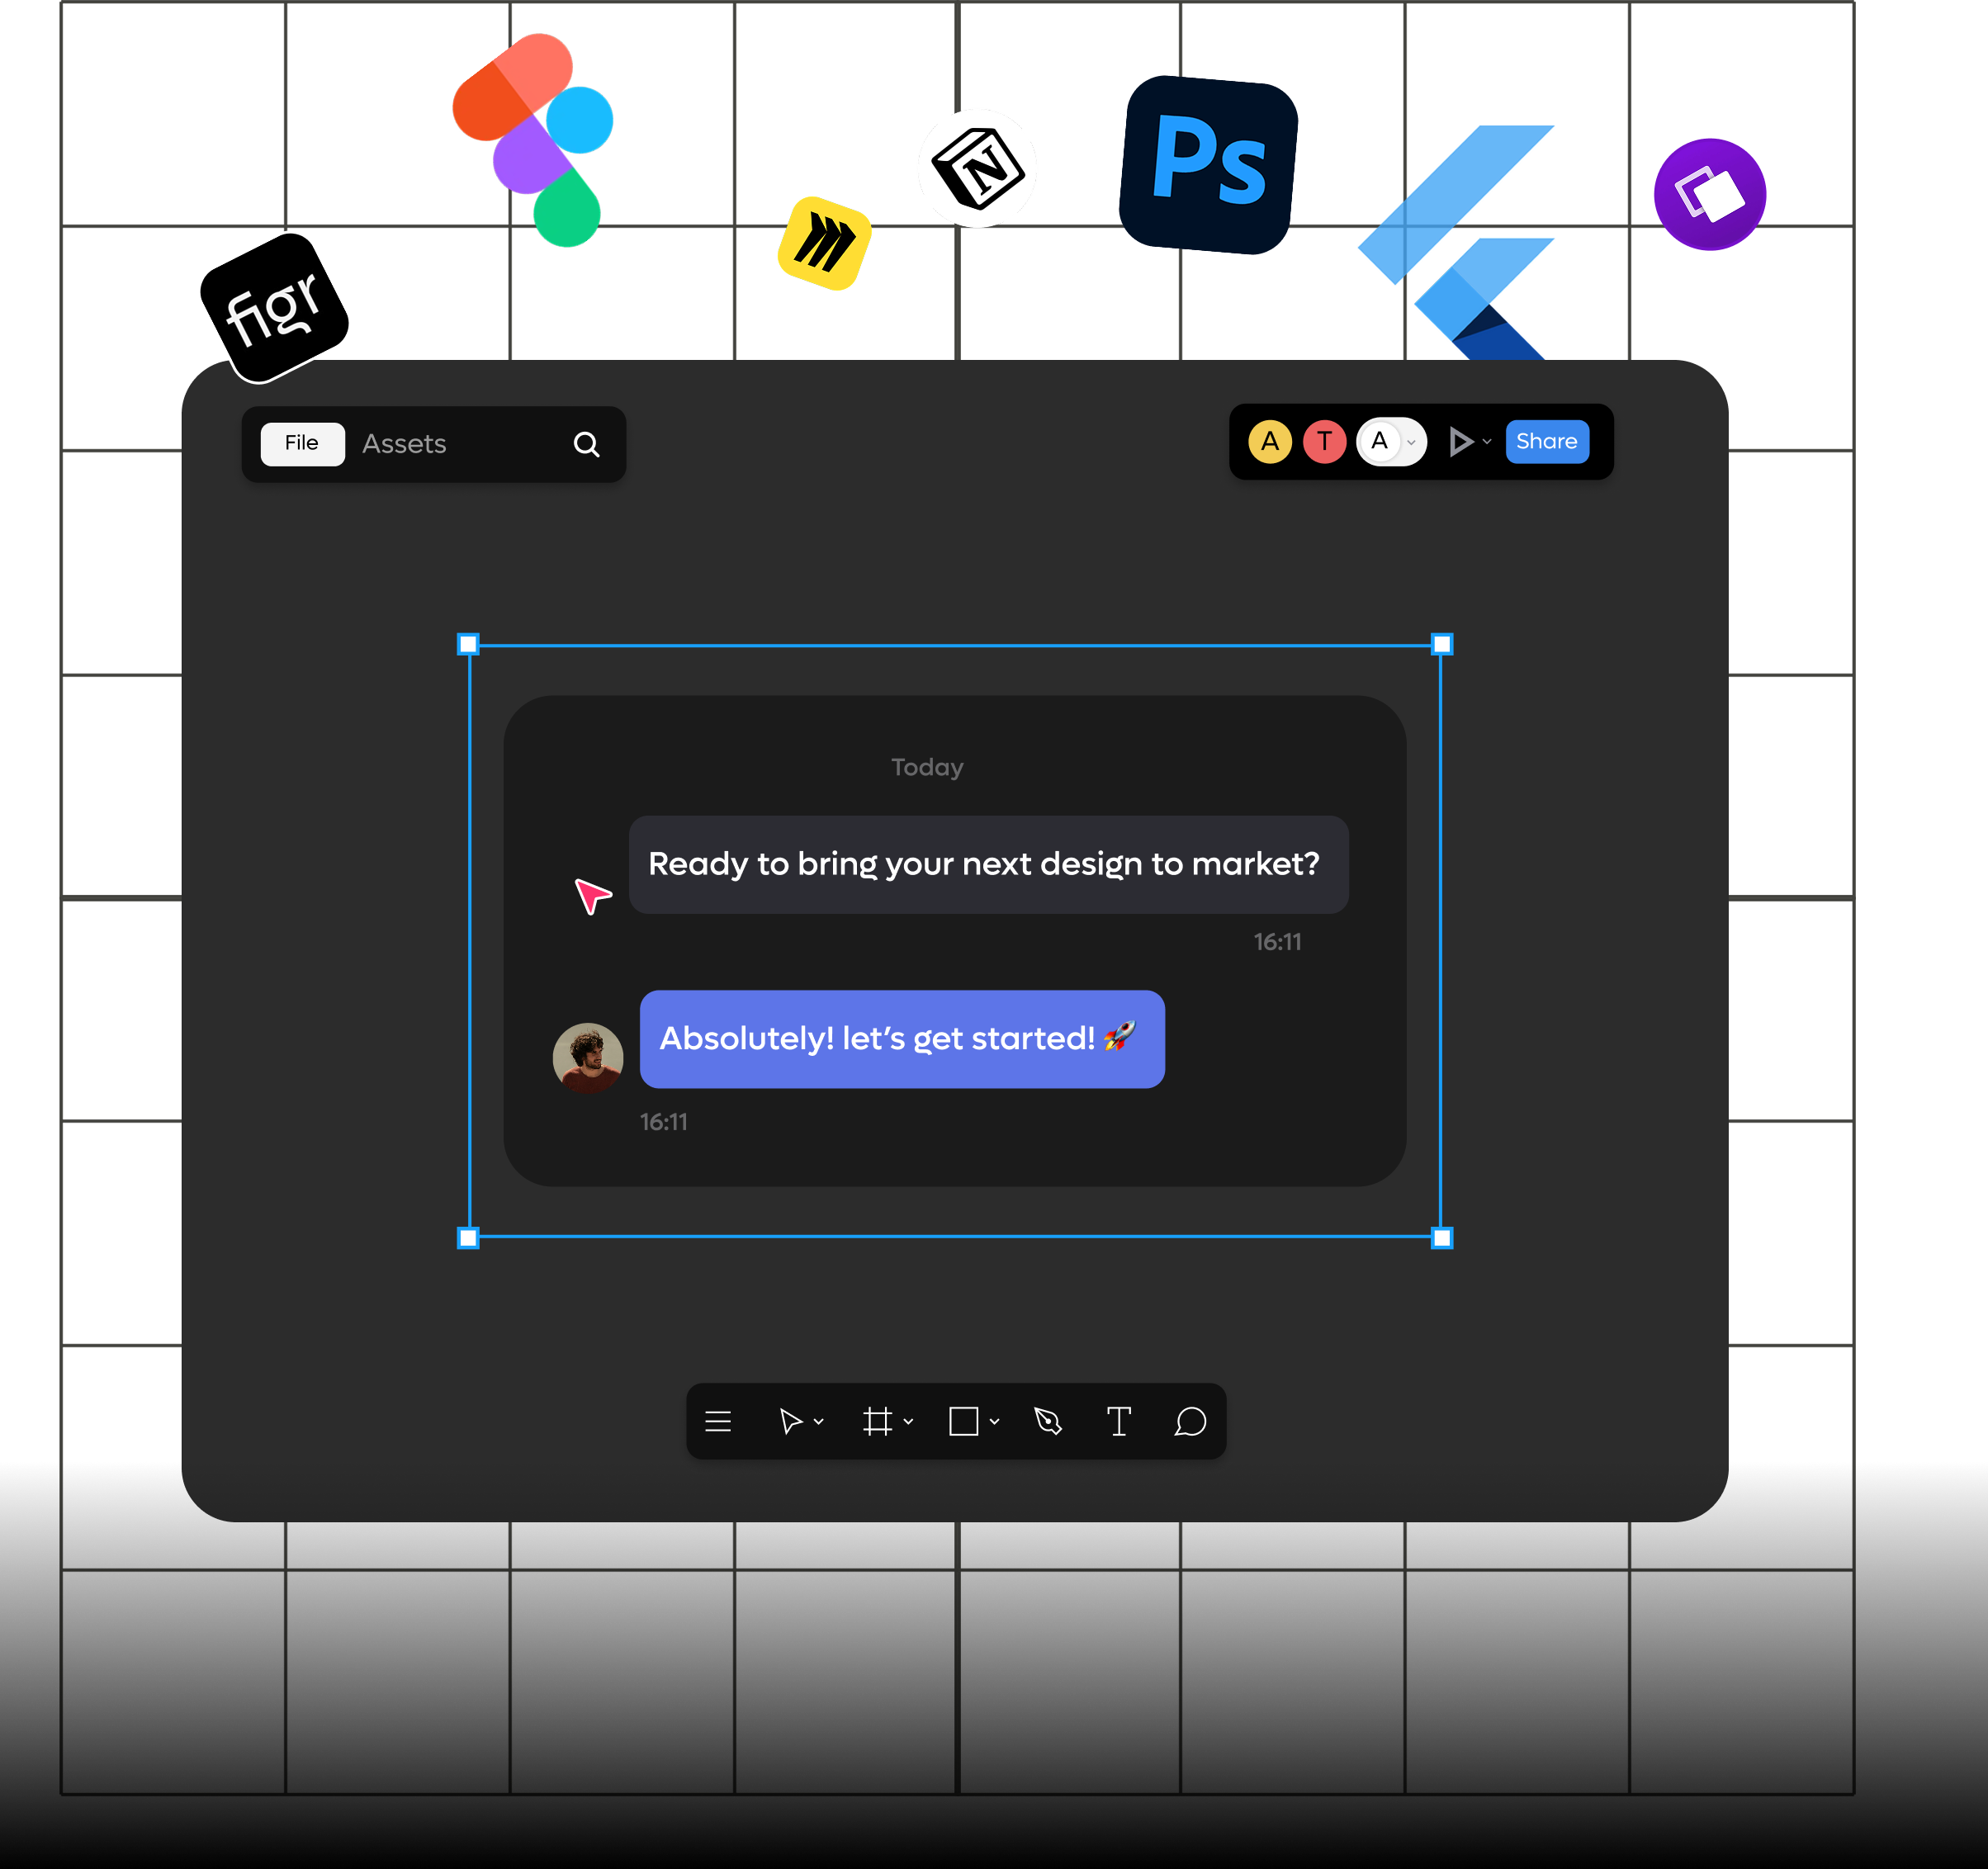 N
Ps
figr
File Assets
A T A Share
Today
Ready to bring your next design to market?
16:11
Absolutely! let’s get started! 🚀
16:11